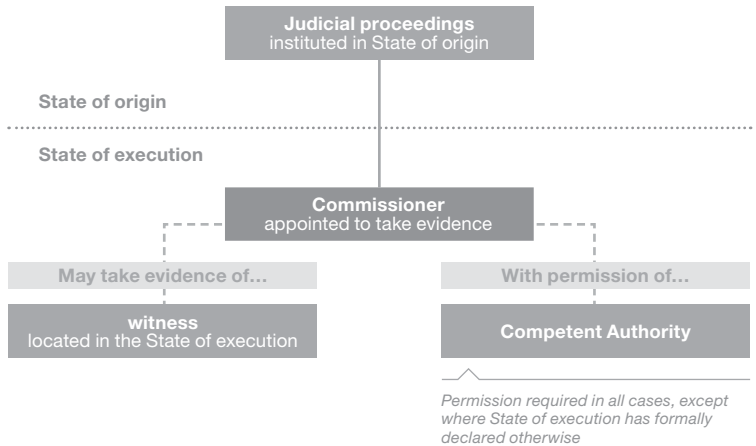 Judicial proceedings
instituted in State of origin
State of origin
State of execution
Commissioner
appointed to take evidence
May take evidence of...
With permission of...
witness
located in the State of execution
Competent Authority
Permission required in all cases, except
where State of execution has formally
declared otherwise